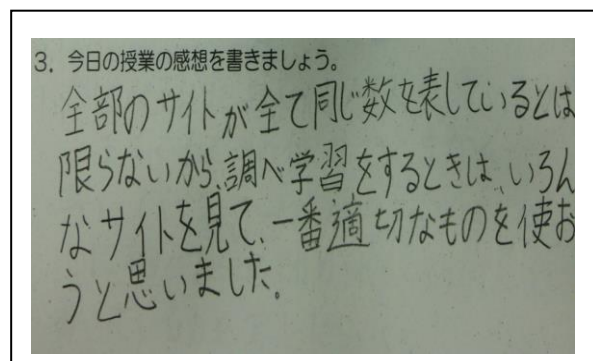 3. 今日の授業の感想を書きましょう。
全部のサイトが全て同じ数を表しているとは
限らないから、調べ学習をするときは、いろん
なサイトを見て、一番適切なものを使お
うと思いました。